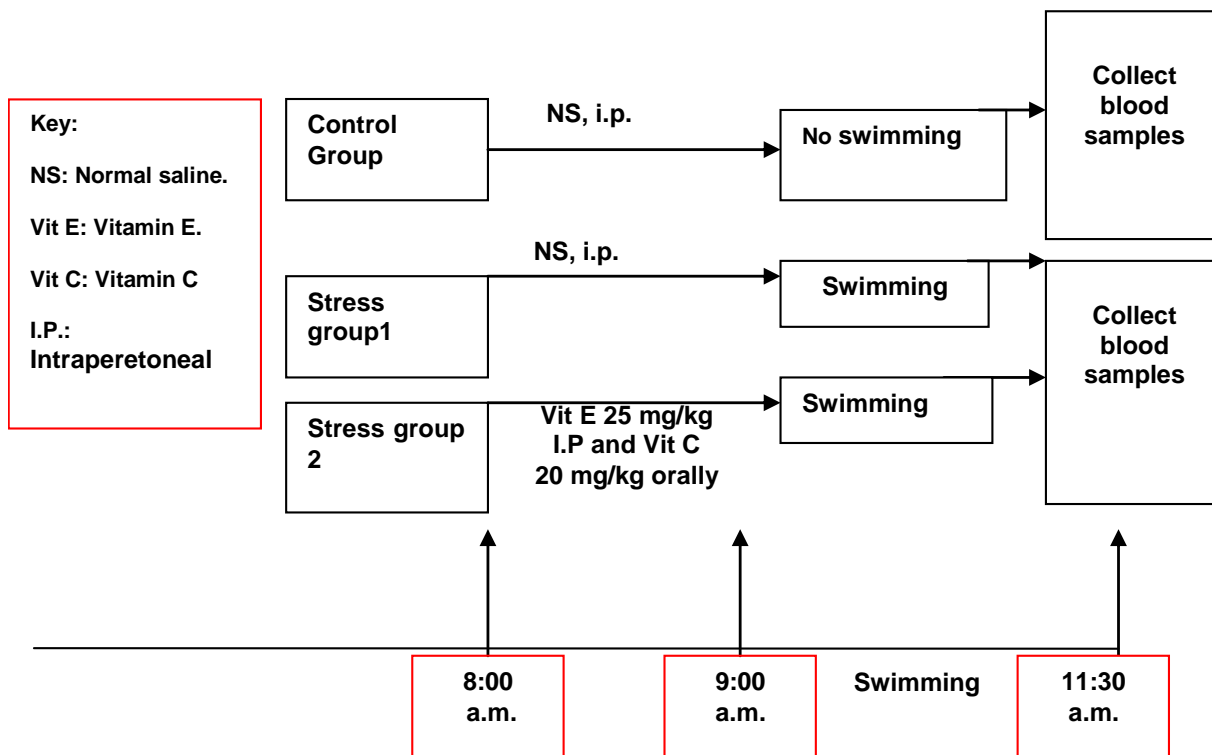 Key:
NS: Normal saline.
Vit E: Vitamin E.
Vit C: Vitamin C
I.P.:
Intraperetoneal
Control
Group
NS, i.p.
No swimming
Collect
blood
samples
Stress
group1
NS, i.p.
Swimming
Collect
blood
samples
Stress group
2
Vit E 25 mg/kg
I.P and Vit C
20 mg/kg orally
Swimming
8:00
a.m.
9:00
a.m.
Swimming
11:30
a.m.